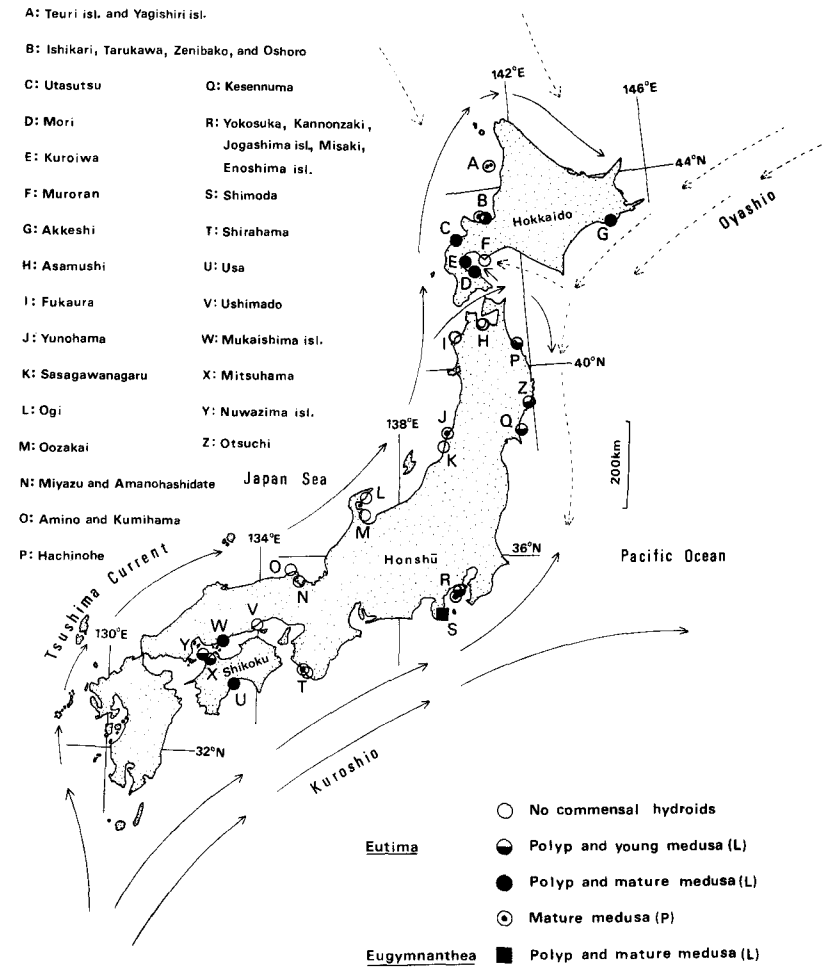 A: Teuri isl. and Yagishiri isl.
B: Ishikari, Tarukawa, Zenibako, and Oshoro
C: Utasutsu
D: Mori
E: Kuroiwa
F: Muroran
G: Akkeshi
H: Asamushi
I: Fukaura
J: Yunohama
K: Sasagawanagaru
L: Ogi
M: Oozakai
N: Miyazu and Amanohashidate
O: Amino and Kumihama
P: Hachinohe
Q: Kesennuma
R: Yokosuka, Kannonzaki,
Jogashima isl., Misaki,
Enoshima isl.
S: Shimoda
T: Shirahama
U: Usa
V: Ushimado
W: Mukaishima isl.
X: Mitsuhama
Y: Nuwazima isl.
Z: Otsuchi
142°E
146°E
44°N
A
B
Hokkaido
G
Oyashio
C
F
E
D
I
H
P
40°N
Z
138°E
J
Q
K
200km
Japan Sea
L
M
134°E
36°N
Pacific Ocean
Honshū
Tsushima Current
O
N
R
S
130°E
V
W
Y
X
Shikoku
T
U
32°N
Kuroshio
No commensal hydroids
Eutima
Polyp and young medusa (L)
Polyp and mature medusa (L)
Mature medusa (P)
Eugymnanthea
Polyp and mature medusa (L)